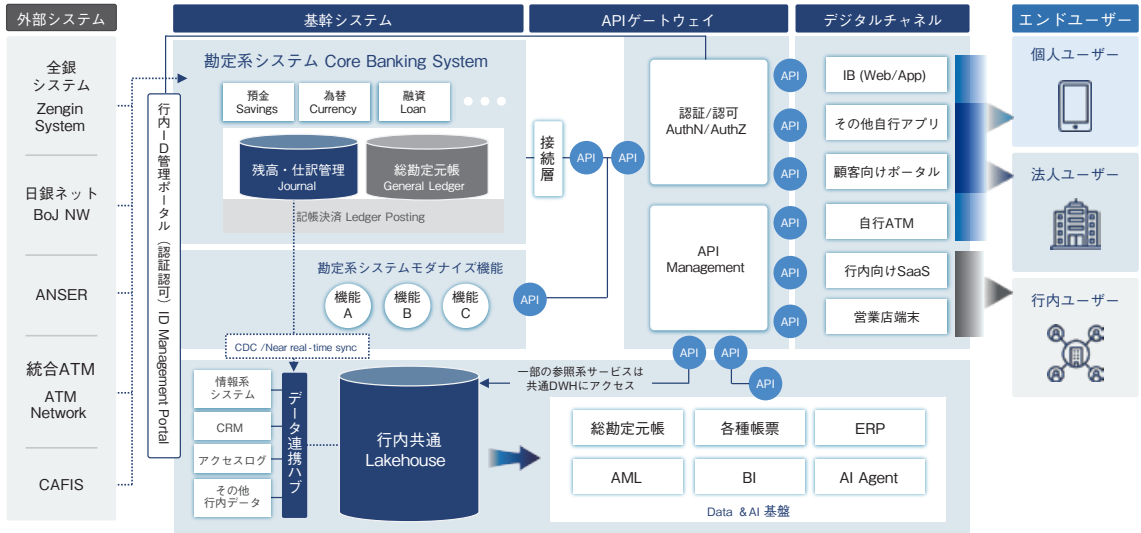 外部システム
基幹システム
APIゲートウェイ
デジタルチャネル
エンドユーザー
全銀
システム
Zengin
System
日銀ネット
BoJ NW
ANSER
統合ATM
ATM
Network
CAFIS
行内ID管理ポータル（認証認可）ID Management Portal
勘定系システム Core Banking System
預金
Savings
為替
Currency
融資
Loan
残高・仕訳管理
Journal
総勘定元帳
General Ledger
記帳決済 Ledger Posting
接続層
API
API
勘定系システムモダナイズ機能
機能
A
機能
B
機能
C
API
CDC /Near real-time sync
認証/認可
AuthN/AuthZ
API
Management
API
API
API
API
API
API
IB (Web/App)
その他自行アプリ
顧客向けポータル
自行ATM
行内向けSaaS
営業店端末
個人ユーザー
法人ユーザー
行内ユーザー
API
API
API
一部の参照系サービスは
共通DWHにアクセス
情報系
システム
CRM
アクセスログ
その他
行内データ
データ連携ハブ
行内共通
Lakehouse
総勘定元帳
各種帳票
ERP
AML
BI
AI Agent
Data &AI 基盤